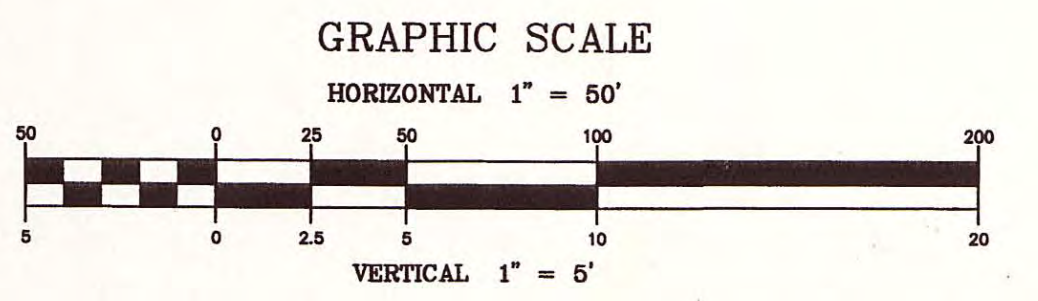 GRAPHIC SCALE
HORIZONTAL 1" = 50'
50 0 25 50 100 200
5 0 2.5 5 10 20
VERTICAL 1" = 5'